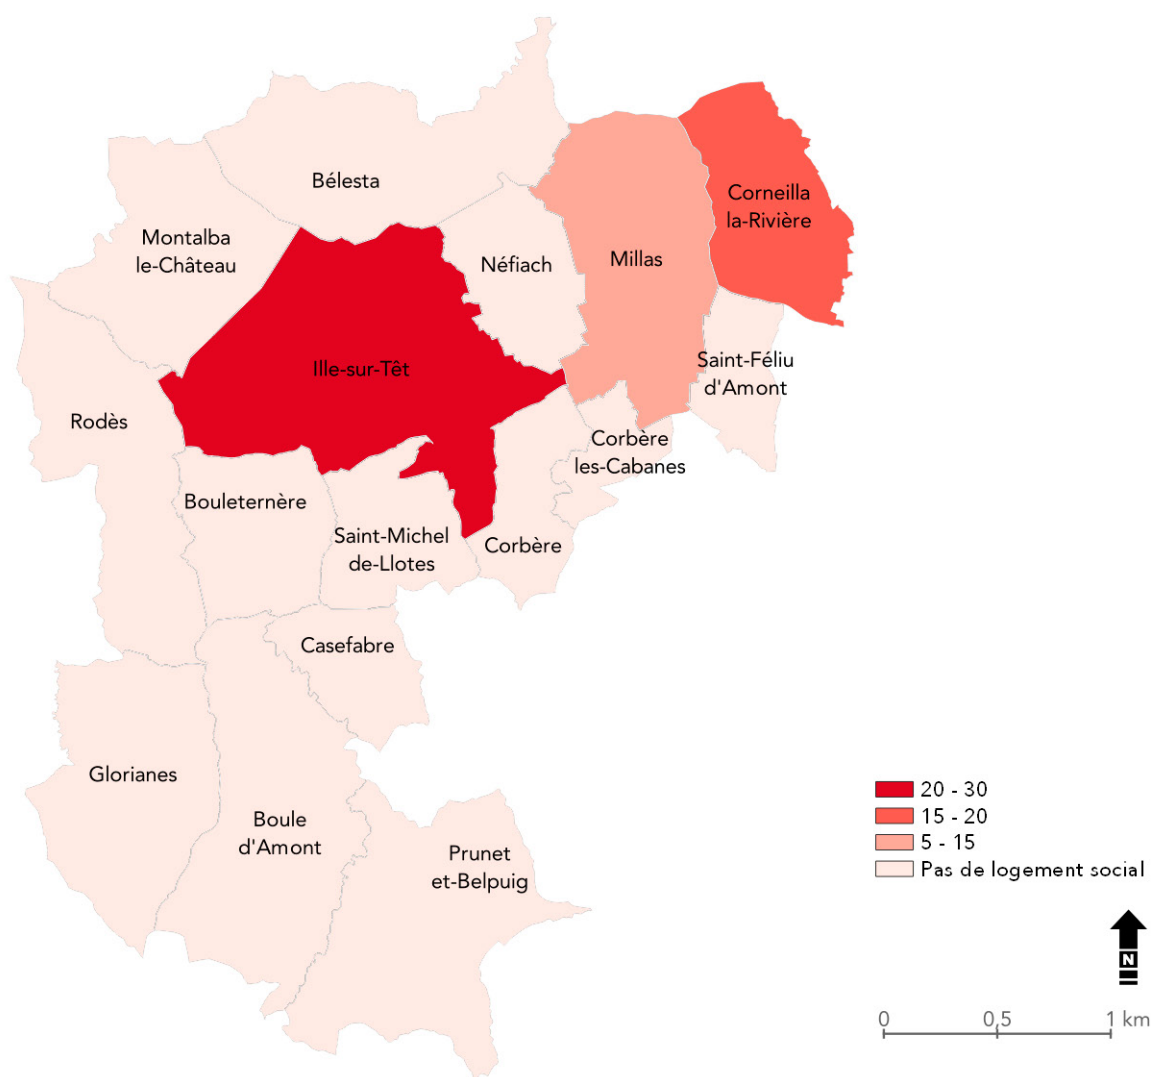 Bélesta
Corneilla
la-Rivière
Montalba
le-Château
Néfiach
Millas
Ille-sur-Têt
Saint-Féliu
d'Amont
Rodès
Corbère
les-Cabanes
Bouleternère
Saint-Michel
de-Llotes
Corbère
Casefabre
Glorianes
Boule
d'Amont
Prunet
et-Belpuig
20 - 30
15 - 20
5 - 15
Pas de logement social
N
0 0,5 1 km